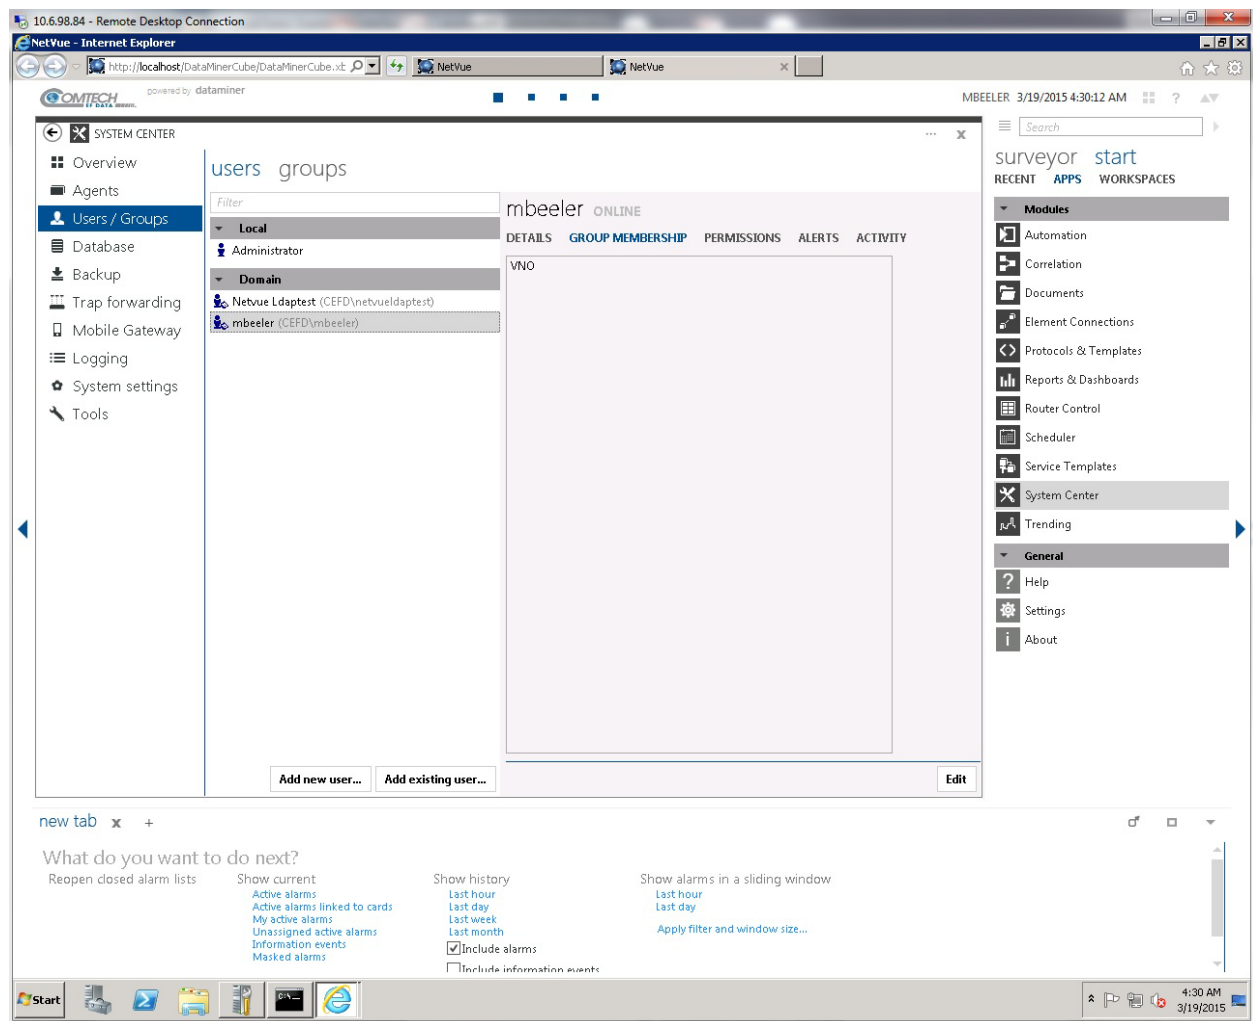 10.6.98.84 - Remote Desktop Connection
NetVue - Internet Explorer
http://localhost/DataMinerCube/DataMinerCube.xb
NetVue
NetVue
COMTECH
EF DATA
powered by dataminer
MBEELER 3/19/2015 4:30:12 AM
SYSTEM CENTER
Overview
Agents
Users / Groups
Database
Backup
Trap forwarding
Mobile Gateway
Logging
System settings
Tools
users groups
Filter
Local
Administrator
Domain
Netvue Ldaptest (CEFD\netvueldaptest)
mbeeler (CEFD\mbeeler)
Add new user... Add existing user...
mbeeler ONLINE
DETAILS GROUP MEMBERSHIP PERMISSIONS ALERTS ACTIVITY
VNO
Edit
Search
surveyor start
RECENT APPS WORKSPACES
Modules
Automation
Correlation
Documents
Element Connections
Protocols & Templates
Reports & Dashboards
Router Control
Scheduler
Service Templates
System Center
Trending
General
Help
Settings
About
new tab x +
What do you want to do next?
Reopen closed alarm lists
Show current
Active alarms
Active alarms linked to cards
My active alarms
Unassigned active alarms
Information events
Masked alarms
Show history
Last hour
Last day
Last week
Last month
Include alarms
Include information events
Show alarms in a sliding window
Last hour
Last day
Apply filter and window size...
Start
4:30 AM
3/19/2015